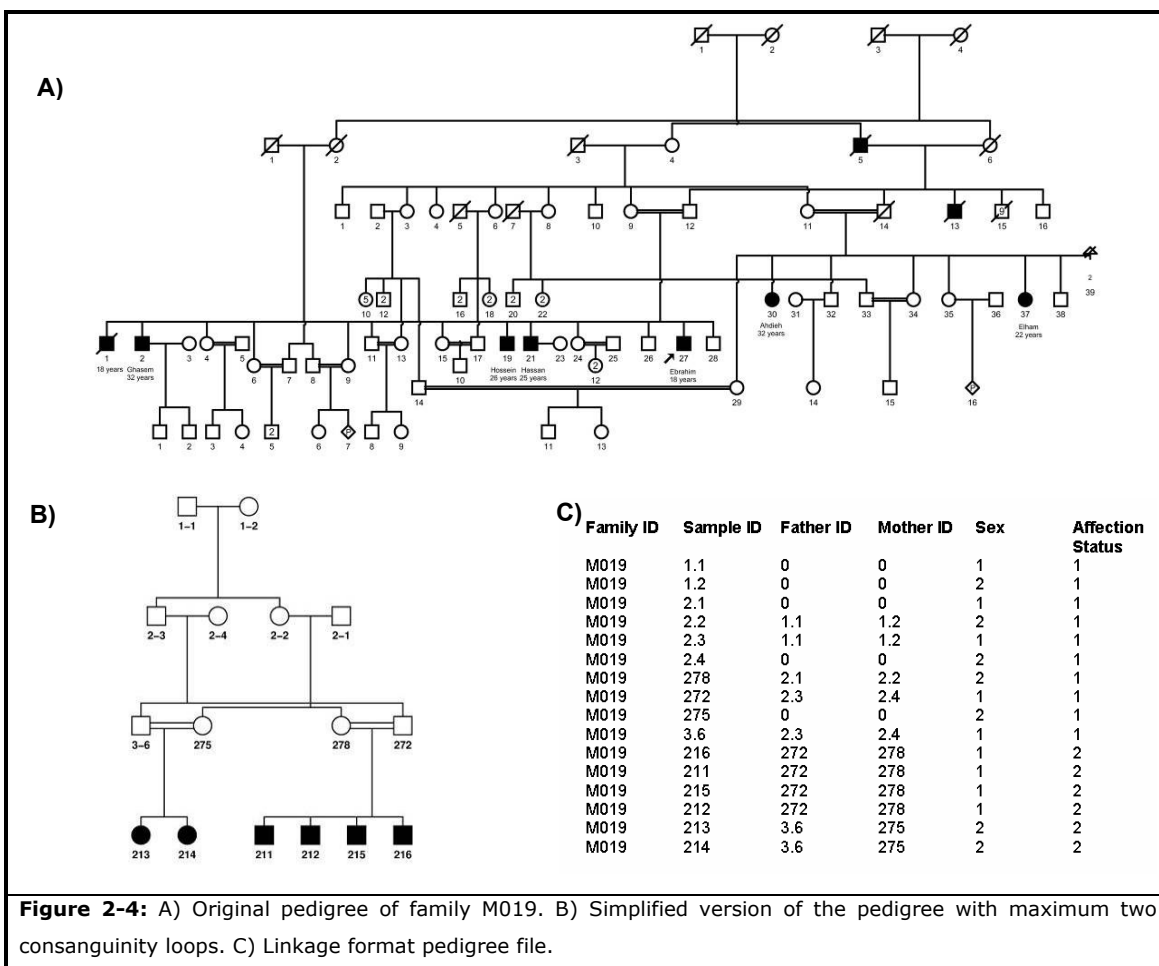 A)
1 2 3 4
1 2 3 4 5 6
9
1 2 3 4 5 6 7 8 10 9 12 11 14 13 15 16
2
39
5 2 2 2 2 2
10 12 16 18 20 22 30 31 32 33 34 35 36 37 38
Ahdieh
32 years
Elham
22 years
1 2 3 4 5 6 7 8 9 11 13 15 17 19 21 23 24 25 26 27 28
18 years
Ghasem
32 years
Hossein
26 years
Hassan
25 years
Ebrahim
18 years
10
2
12
14 29
14 15
P
16
2 P
1 2 3 4 5 6 7 8 9 11 13
B)
1-1 1-2
2-3 2-4 2-2 2-1
3-6 275 278 272
213 214 211 212 215 216
C)
Family ID Sample ID Father ID Mother ID Sex Affection
Status
M019 1.1 0 0 1 1
M019 1.2 0 0 2 1
M019 2.1 0 0 1 1
M019 2.2 1.1 1.2 2 1
M019 2.3 1.1 1.2 1 1
M019 2.4 0 0 2 1
M019 278 2.1 2.2 2 1
M019 272 2.3 2.4 1 1
M019 275 0 0 2 1
M019 3.6 2.3 2.4 1 1
M019 216 272 278 1 2
M019 211 272 278 1 2
M019 215 272 278 1 2
M019 212 272 278 1 2
M019 213 3.6 275 2 2
M019 214 3.6 275 2 2
Figure 2-4: A) Original pedigree of family M019. B) Simplified version of the pedigree with maximum two
consanguinity loops. C) Linkage format pedigree file.